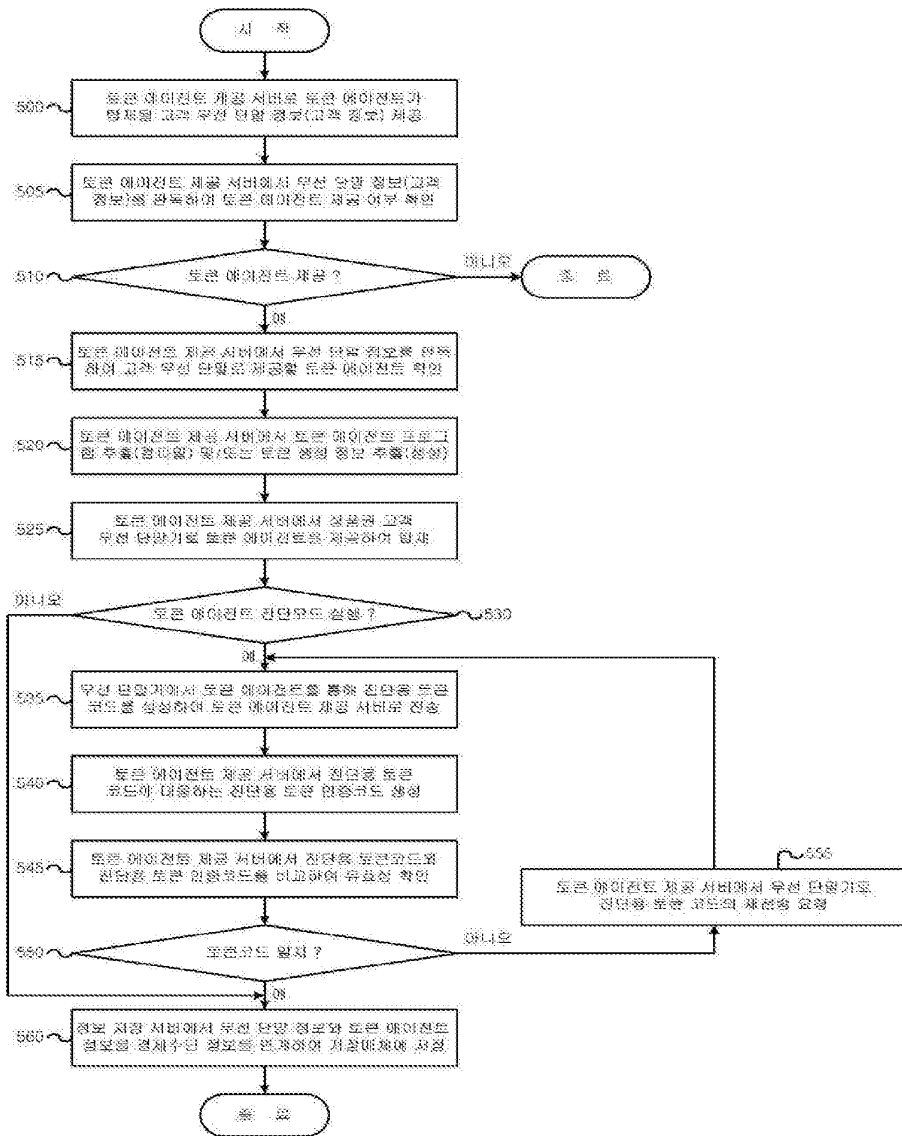 시 작
500
토큰 에이전트 제공 서버로 토큰 에이전트가
탑재될 고객 무선 단말 정보(고객 정보) 제공
505
토큰 에이전트 제공 서버에서 무선 단말 정보(고객
정보)를 판독하여 토큰 에이전트 제공 여부 확인
510
토큰 에이전트 제공 ?
아니오
종 료
예
515
토큰 에이전트 제공 서버에서 무선 단말 정보를 판독
하여 고객 무선 단말로 제공할 토큰 에이전트 확인
520
토큰 에이전트 제공 서버에서 토큰 에이전트 프로그
램 추출(컴파일) 및/또는 토큰 생성 정보 추출(생성)
525
토큰 에이전트 제공 서버에서 상품권 고객
무선 단말기로 토큰 에이전트를 제공하여 탑재
아니오
토큰 에이전트 진단모드 실행 ?
530
예
535
무선 단말기에서 토큰 에이전트를 통해 진단용 토큰
코드를 생성하여 토큰 에이전트 제공 서버로 전송
540
토큰 에이전트 제공 서버에서 진단용 토큰
코드에 대응하는 진단용 토큰 인증코드 생성
545
토큰 에이전트 제공 서버에서 진단용 토큰코드와
진단용 토큰 인증코드를 비교하여 유효성 확인
555
토큰 에이전트 제공 서버에서 무선 단말기로
진단용 토큰 코드의 재전송 요청
550
토큰코드 일치 ?
아니오
예
560
정보 저장 서버에서 무선 단말 정보와 토큰 에이전트
정보를 결제수단 정보를 연계하여 저장매체에 저장
종 료